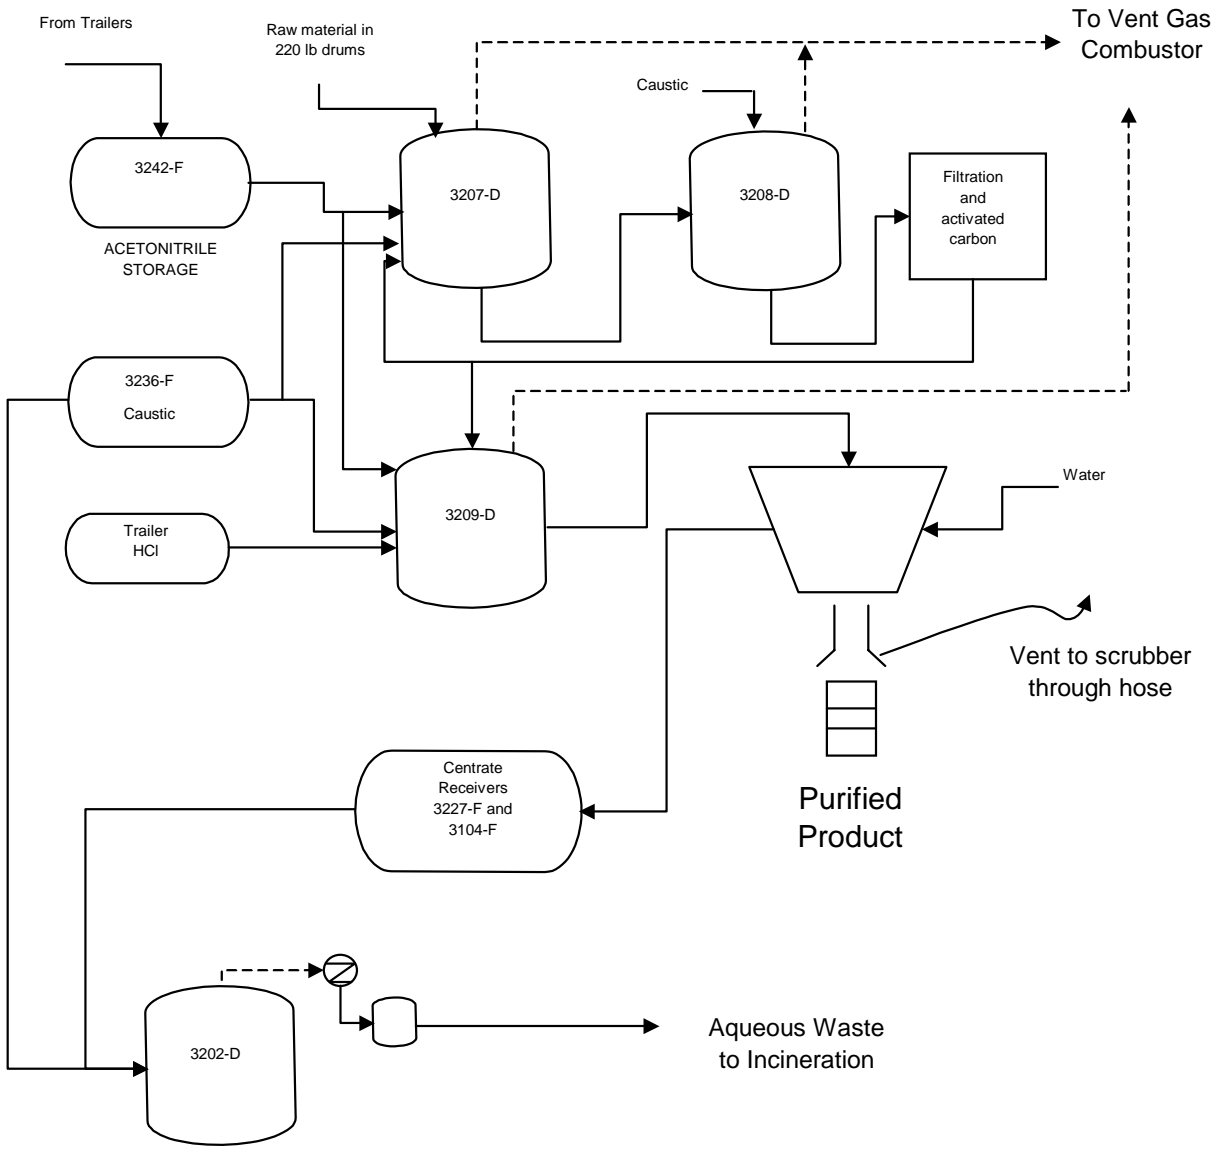 From Trailers
Raw material in
220 lb drums
To Vent Gas
Combustor
Caustic
3242-F
ACETONITRILE
STORAGE
3207-D
3208-D
Filtration
and
activated
carbon
3236-F
Caustic
Trailer
HCl
3209-D
Water
Vent to scrubber
through hose
Centrate
Receivers
3227-F and
3104-F
Purified
Product
3202-D
Aqueous Waste
to Incineration